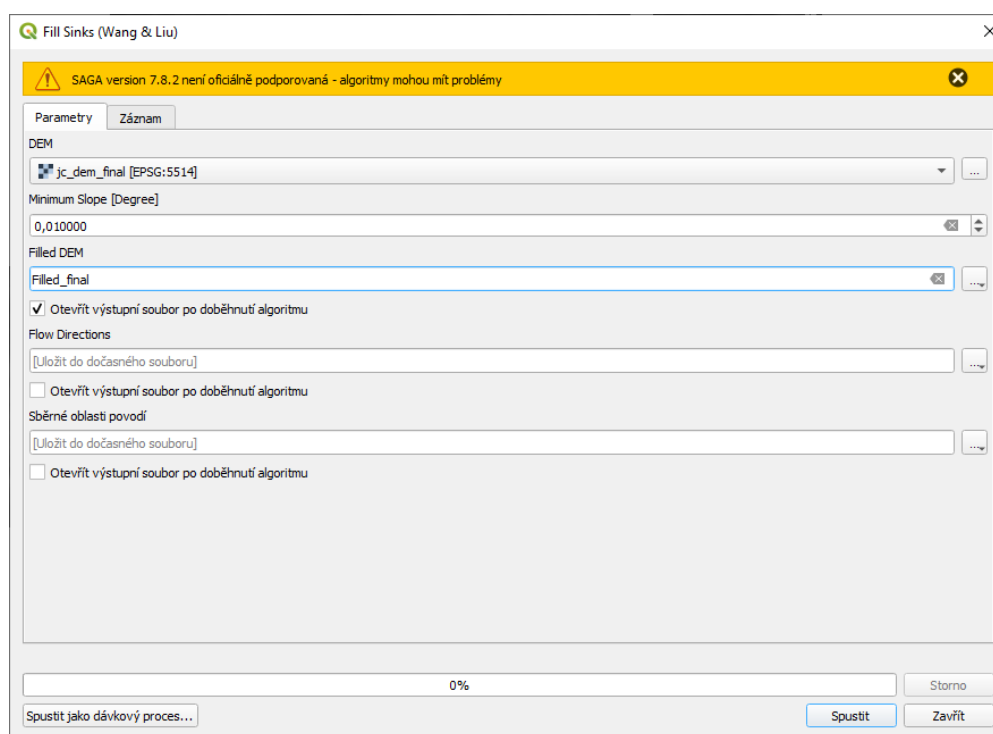 Fill Sinks (Wang & Liu)
SAGA version 7.8.2 není oficiálně podporovaná - algoritmy mohou mít problémy
Parametry Záznam
DEM
jc_dem_final [EPSG:5514]
...
Minimum Slope [Degree]
0,010000
Filled DEM
Filled_final
...
Otevřít výstupní soubor po doběhnutí algoritmu
Flow Directions
[Uložit do dočasného souboru]
...
Otevřít výstupní soubor po doběhnutí algoritmu
Sběrné oblasti povodí
[Uložit do dočasného souboru]
...
Otevřít výstupní soubor po doběhnutí algoritmu
0%
Storno
Spustit jako dávkový proces...
Spustit
Zavřít